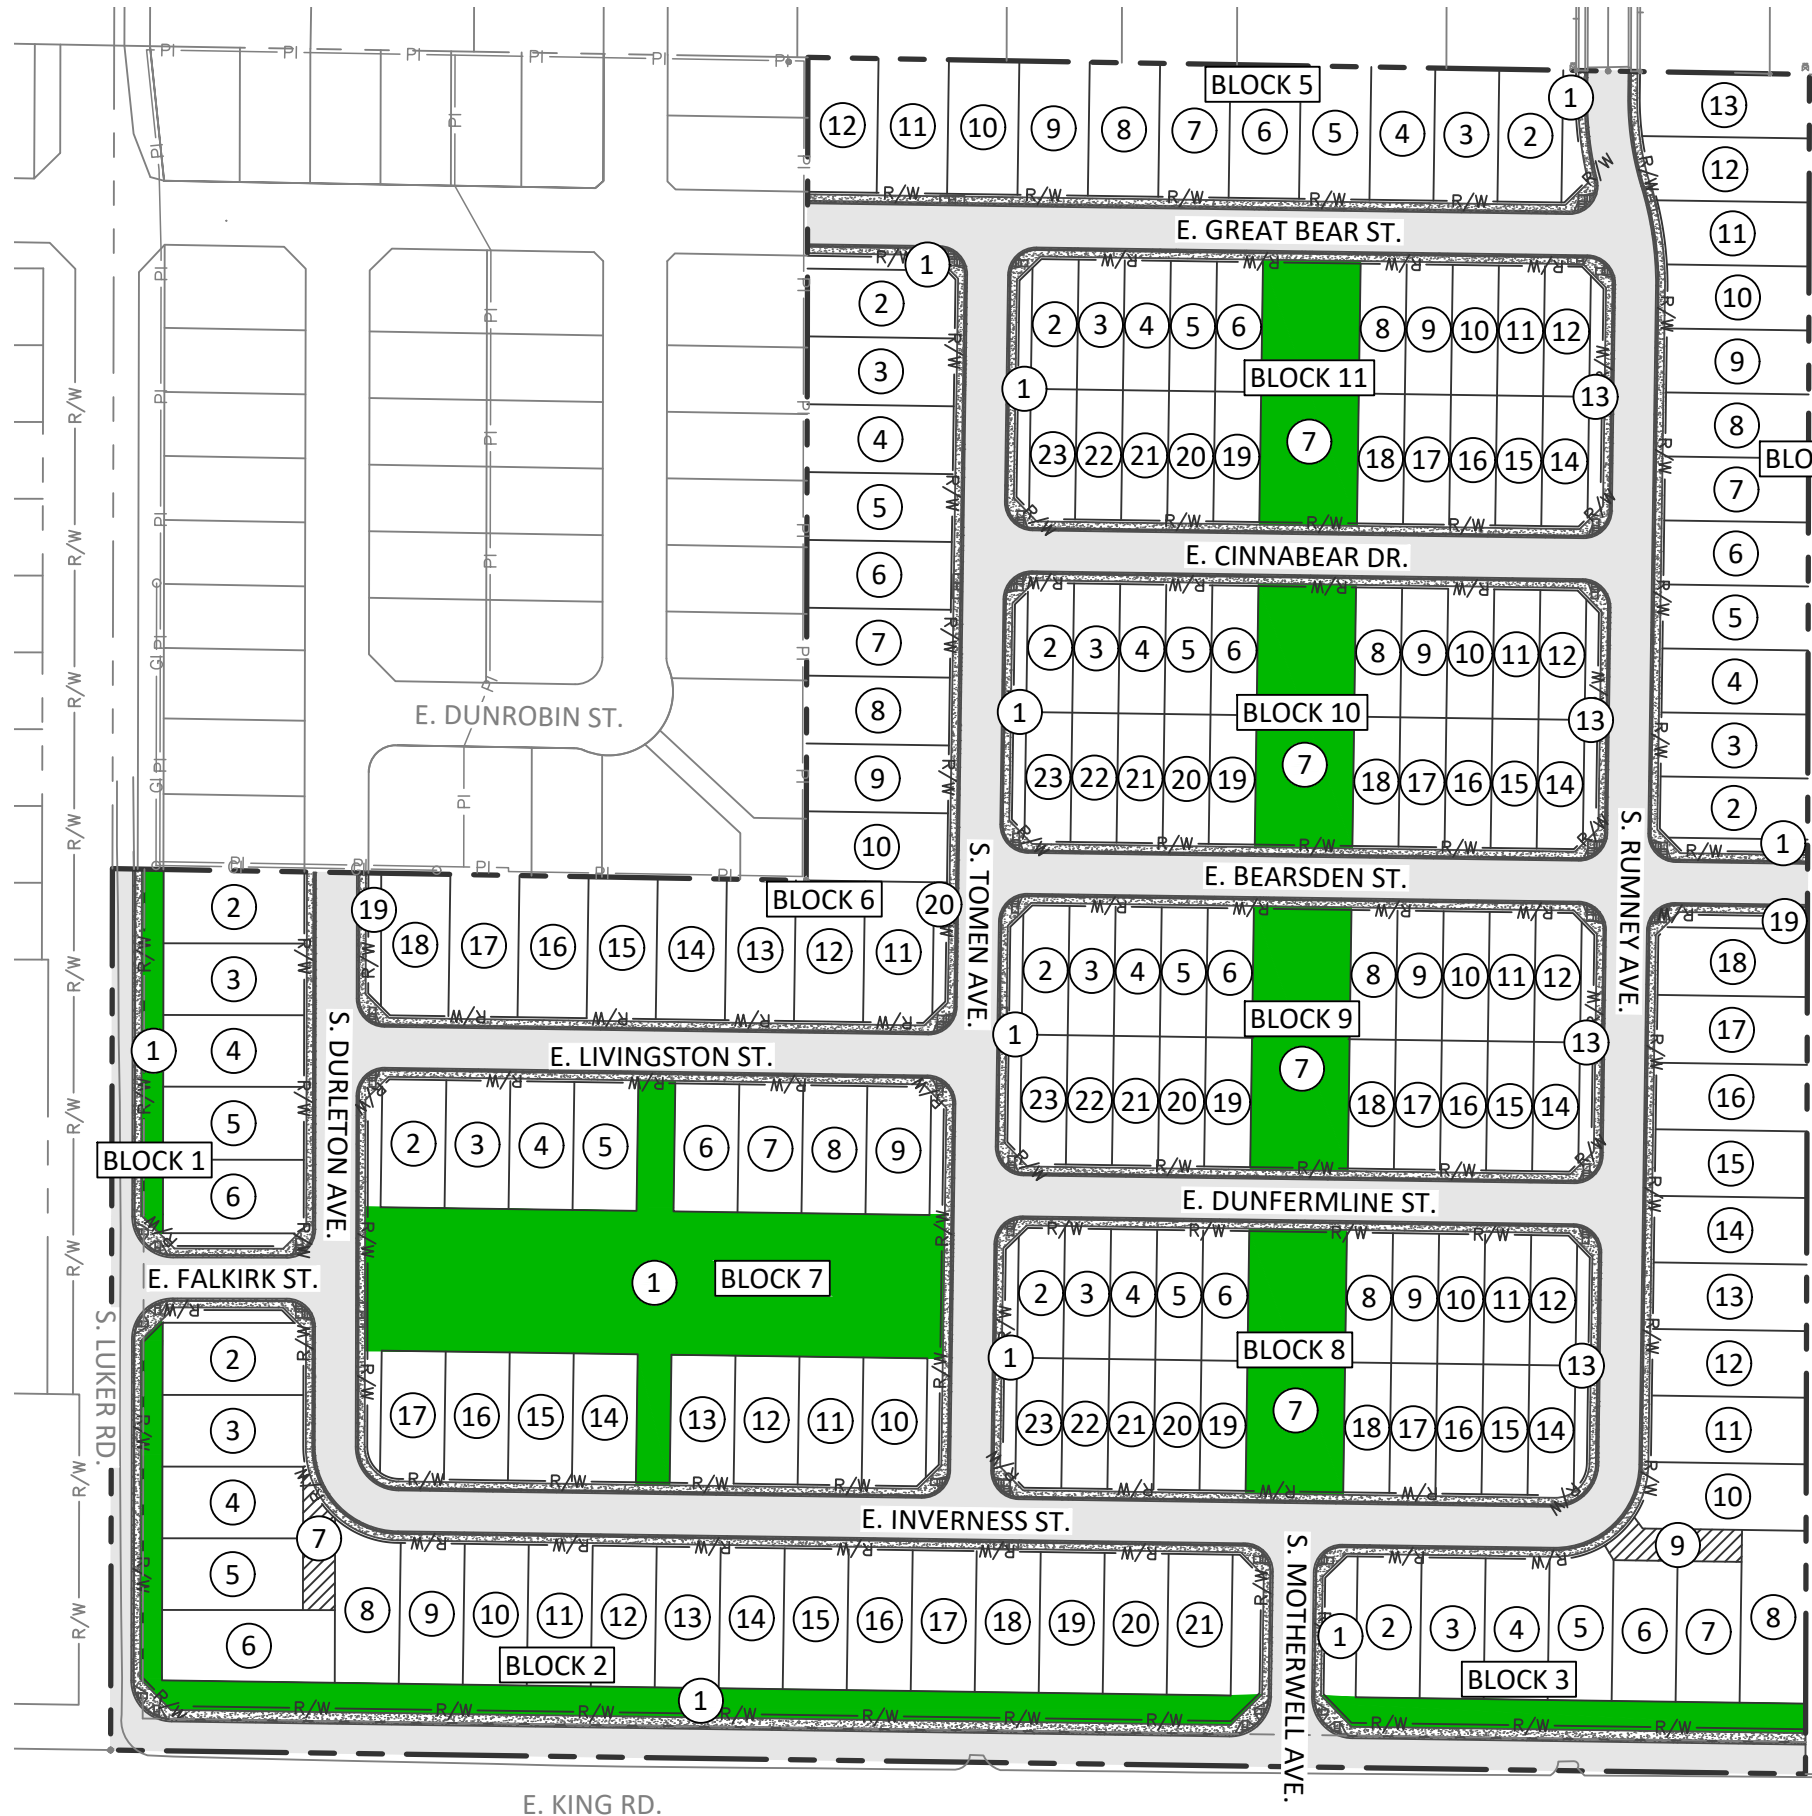 BLOCK 5
12 11 10 9 8 7 6 5 4 3 2 1
13 12 11 10 9 8 7 6 5 4 3 2 1
BLO
E. GREAT BEAR ST.
1 2 3 4 5 6 7 8 9 10
2 3 4 5 6 8 9 10 11 12
BLOCK 11
1 13
23 22 21 20 19 7 18 17 16 15 14
E. CINNABEAR DR.
2 3 4 5 6 8 9 10 11 12
1 BLOCK 10 13
23 22 21 20 19 7 18 17 16 15 14
E. DUNROBIN ST.
S. TOMEN AVE.
S. RUMNEY AVE.
E. BEARSDEN ST.
BLOCK 6
19 18 17 16 15 14 13 12 11 20
2 3 4 5 6
1
BLOCK 1
S. DURLETON AVE.
E. LIVINGSTON ST.
2 3 4 5 6 8 9 10 11 12
BLOCK 9
1 7 13
23 22 21 20 19 18 17 16 15 14
19 18 17 16 15 14 13 12 11 10 9
2 3 4 5 6 7 8 9
1 BLOCK 7
17 16 15 14 13 12 11 10
E. DUNFERMLINE ST.
2 3 4 5 6 8 9 10 11 12
1 BLOCK 8 13
23 22 21 20 19 7 18 17 16 15 14
E. FALKIRK ST.
S. LUKER RD.
2 3 4 5 6
7
E. INVERNESS ST.
8 9 10 11 12 13 14 15 16 17 18 19 20 21
BLOCK 2
1
S. MOTHERWELL AVE.
1 2 3 4 5 6 7 8
BLOCK 3
E. KING RD.
R/W
PI
GI